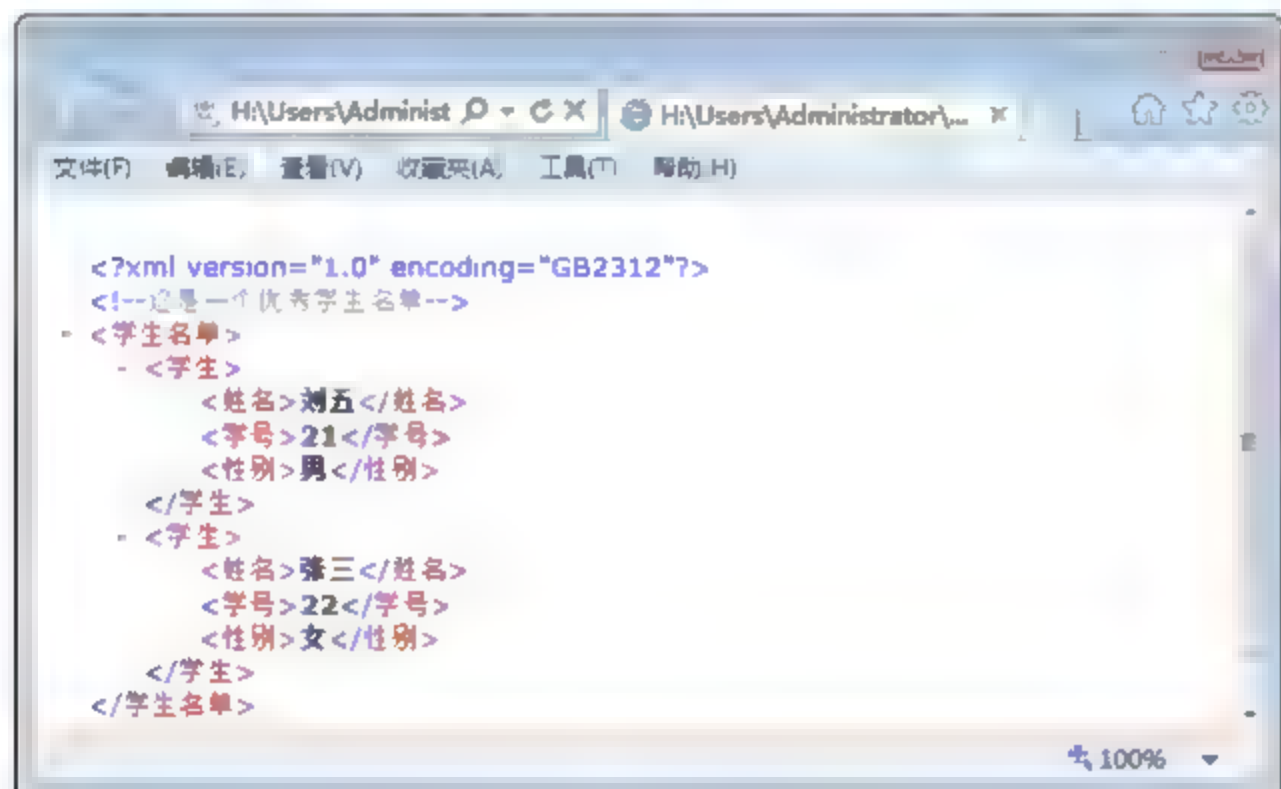 H:\Users\Administ
H:\Users\Administrator\...
文件(F) 编辑(E) 查看(V) 收藏夹(A) 工具(T) 帮助(H)
<?xml version="1.0" encoding="GB2312"?>
<!--这是一个优秀学生名单-->
- <学生名单>
- <学生>
<姓名>刘五</姓名>
<学号>21</学号>
<性别>男</性别>
</学生>
- <学生>
<姓名>张三</姓名>
<学号>22</学号>
<性别>女</性别>
</学生>
</学生名单>
100%